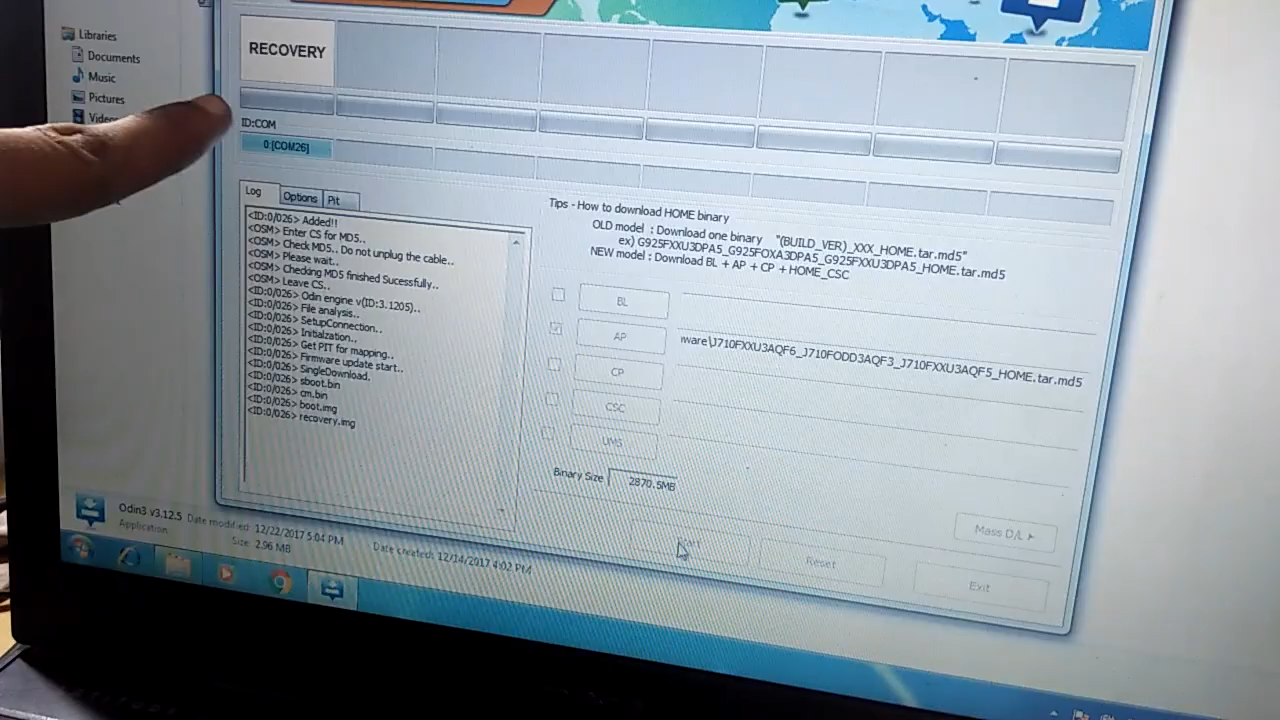 Libraries
Documents
Music
Pictures
RECOVERY
ID:COM
0:[COM26]
Log
Options
Pit
<ID:0/026> Added!!
<OSM> Enter CS for MD5..
<OSM> Check MD5.. Do not unplug the cable..
<OSM> Please wait..
<OSM> Checking MD5 finished Sucessfully..
<OSM> Leave CS..
<ID:0/026> Odin engine v(ID:3.1205)..
<ID:0/026> File analysis..
<ID:0/026> SetupConnection..
<ID:0/026> Initialzation..
<ID:0/026> Get PIT for mapping..
<ID:0/026> Firmware update start..
<ID:0/026> SingleDownload.
<ID:0/026> sboot.bin
<ID:0/026> cm.bin
<ID:0/026> boot.img
<ID:0/026> recovery.img
Tips - How to download HOME binary
OLD model : Download one binary "(BUILD_VER)_XXX_HOME.tar.md5"
ex) G925FXXU3DPA5_G925FOXA3DPA5_G925FXXU3DPA5_HOME.tar.md5
NEW model : Download BL + AP + CP + HOME_CSC
BL
AP
ware\J710FXXU3AQF6_J710FODD3AQF3_J710FXXU3AQF5_HOME.tar.md5
CP
CSC
UMS
Binary Size 2870.5MB
Start
Reset
Mass D/L
Exit
Odin3 v3.12.5 Date modified: 12/22/2017 5:04 PM
Date created: 12/14/2017 4:02 PM
Application
Size: 2.96 MB